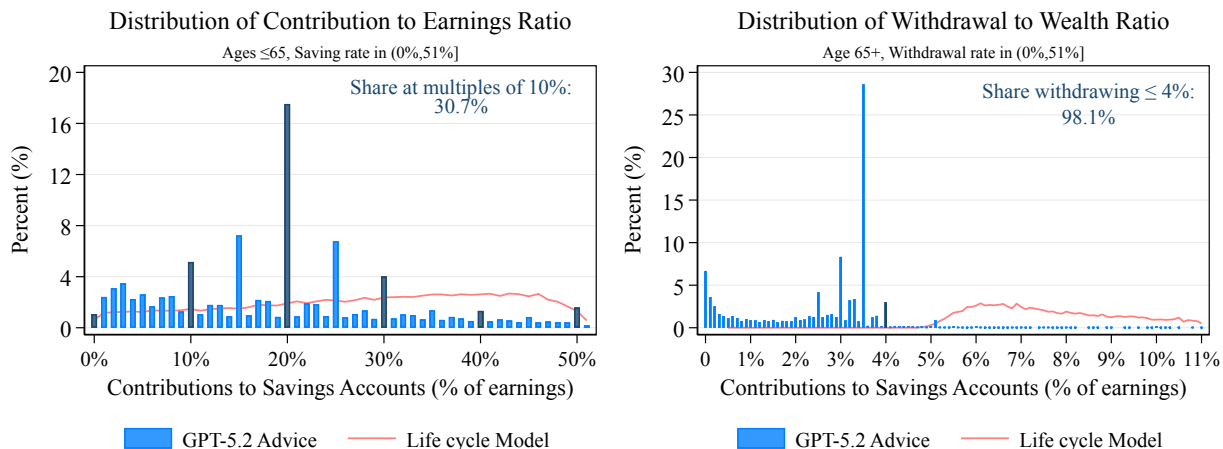 Distribution of Contribution to Earnings Ratio
Ages ≤65, Saving rate in (0%,51%]
Share at multiples of 10%:
30.7%
Percent (%)
20
16
12
8
4
0
0%
10%
20%
30%
40%
50%
Contributions to Savings Accounts (% of earnings)
GPT-5.2 Advice
Life cycle Model
Distribution of Withdrawal to Wealth Ratio
Age 65+, Withdrawal rate in (0%,51%]
Share withdrawing ≤ 4%:
98.1%
Percent (%)
30
25
20
15
10
5
0
0
1%
2%
3%
4%
5%
6%
7%
8%
9%
10%
11%
Contributions to Savings Accounts (% of earnings)
GPT-5.2 Advice
Life cycle Model